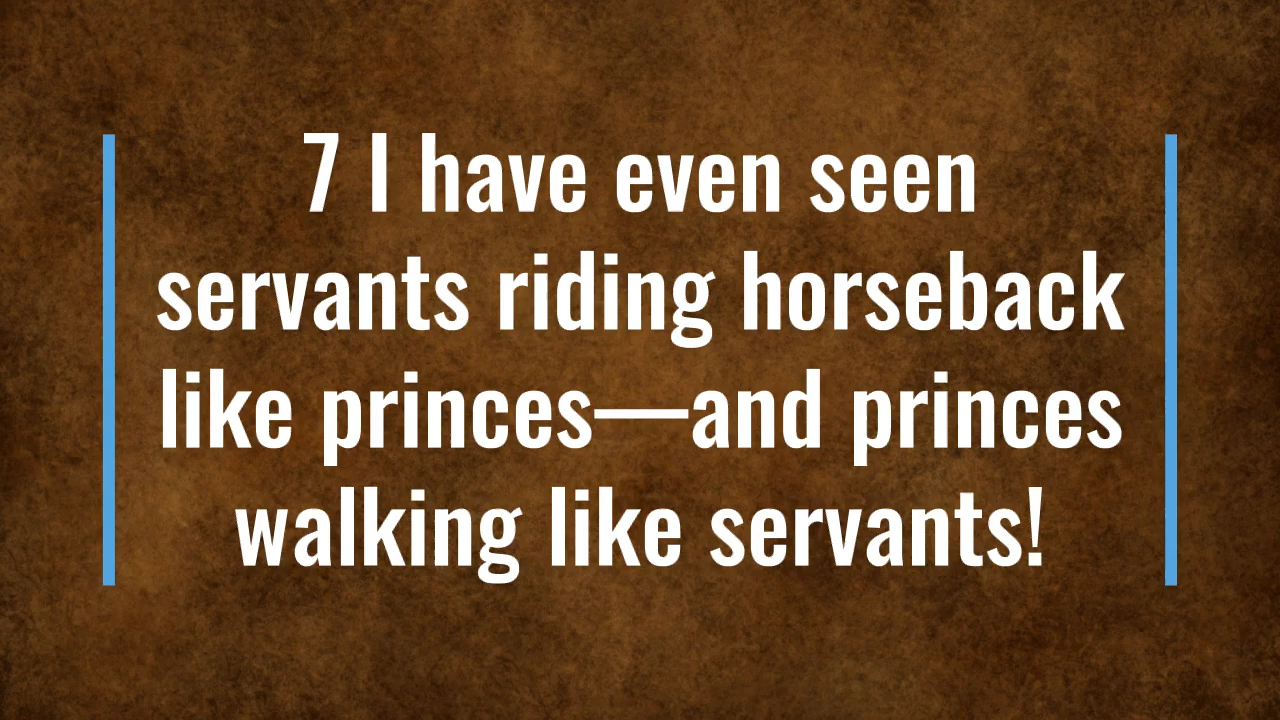 7 I have even seen
servants riding horseback
like princes—and princes
walking like servants!